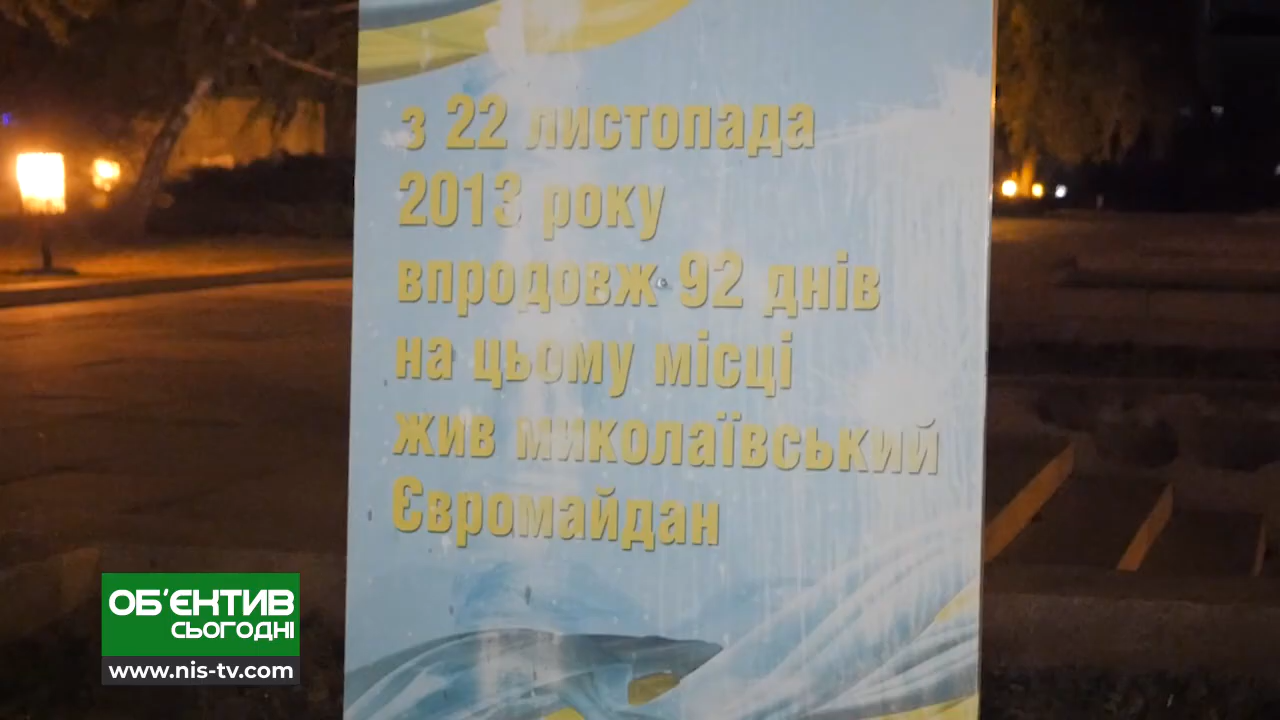 з 22 листопада
2013 року
впродовж 92 днів
на цьому місці
жив миколаївський
Євромайдан
ОБ'ЄКТИВ
СЬОГОДНІ
www.nis-tv.com